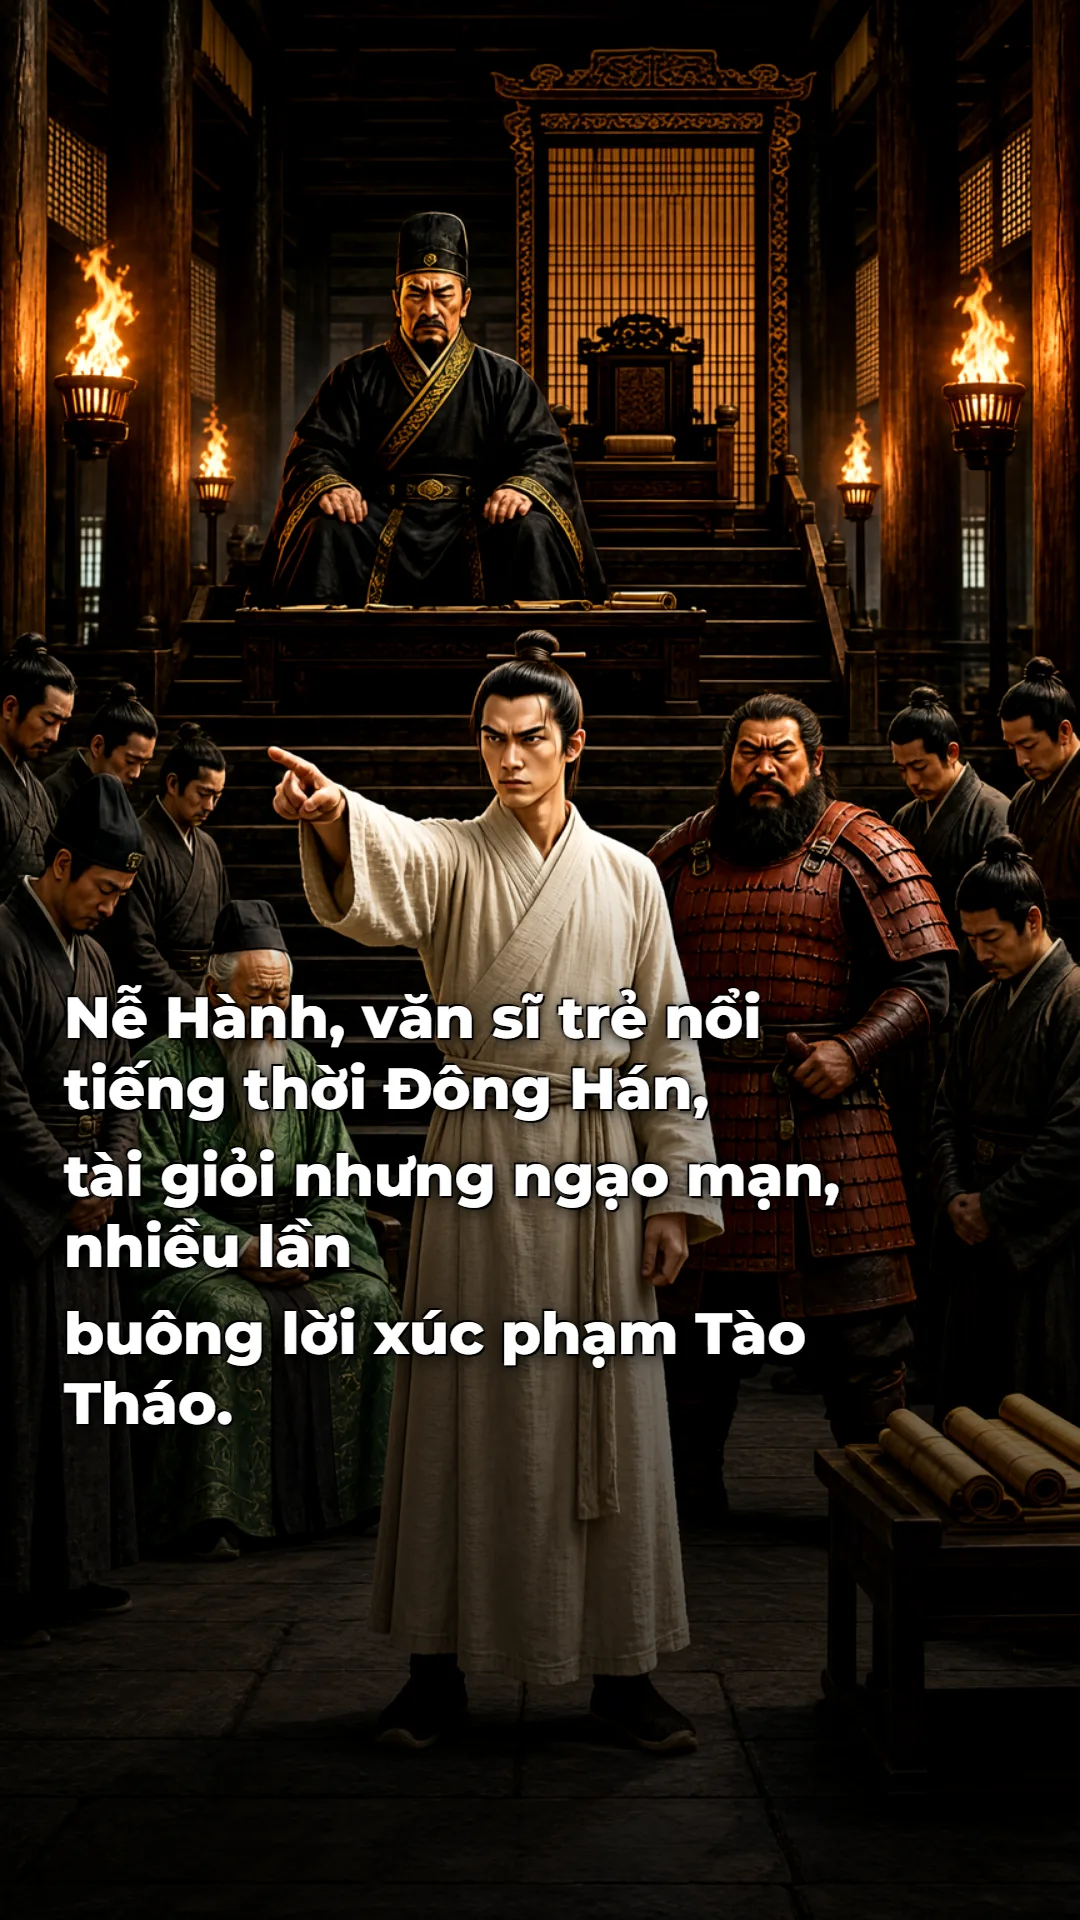 Nễ Hành, văn sĩ trẻ nổi
tiếng thời Đông Hán,
tài giỏi nhưng ngạo mạn,
nhiều lần
buông lời xúc phạm Tào
Tháo.